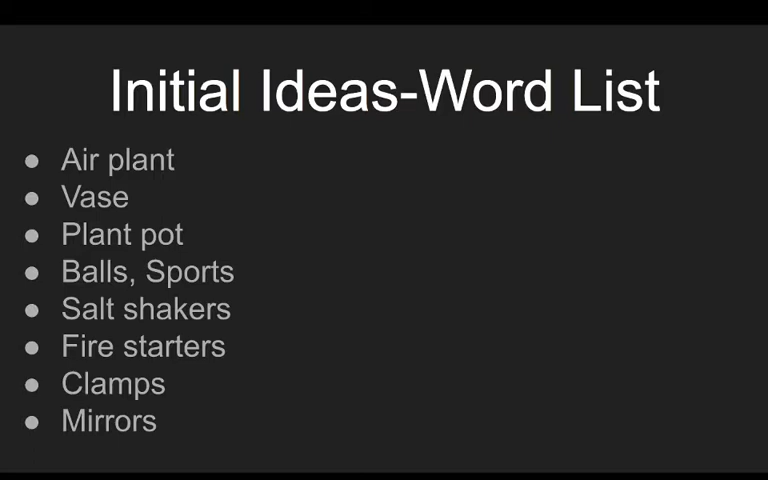 Initial Ideas-Word List
● Air plant
● Vase
● Plant pot
● Balls, Sports
● Salt shakers
● Fire starters
● Clamps
● Mirrors